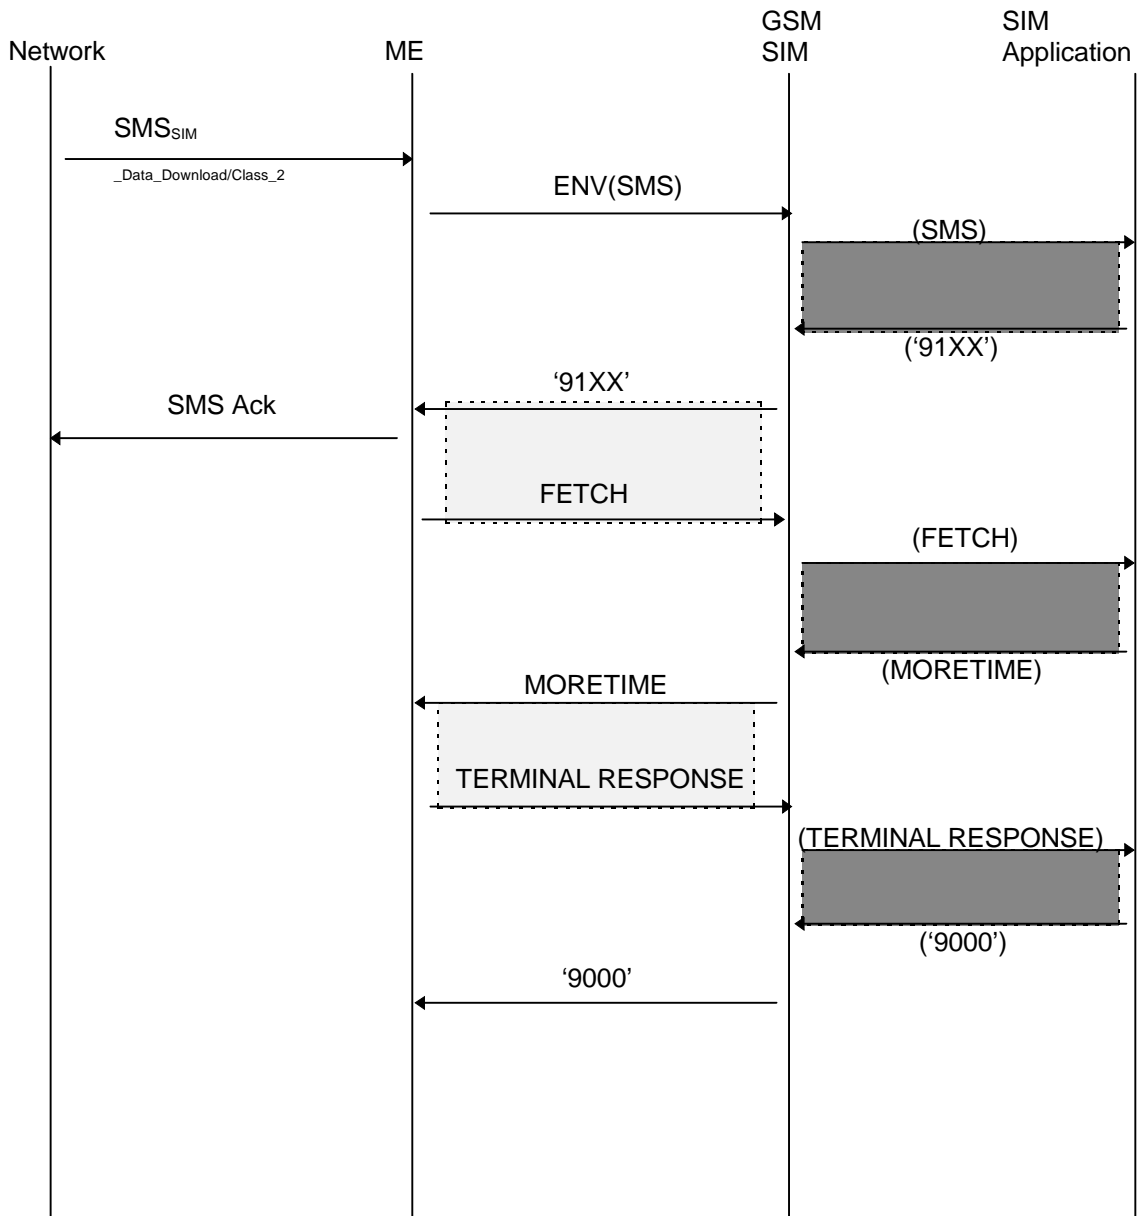 Network
ME
GSM
SIM
SIM
Application
SMS_SIM
_Data_Download/Class_2
ENV(SMS)
(SMS)
(‘91XX’)
‘91XX’
SMS Ack
FETCH
(FETCH)
(MORETIME)
MORETIME
TERMINAL RESPONSE
(TERMINAL RESPONSE)
(‘9000’)
‘9000’